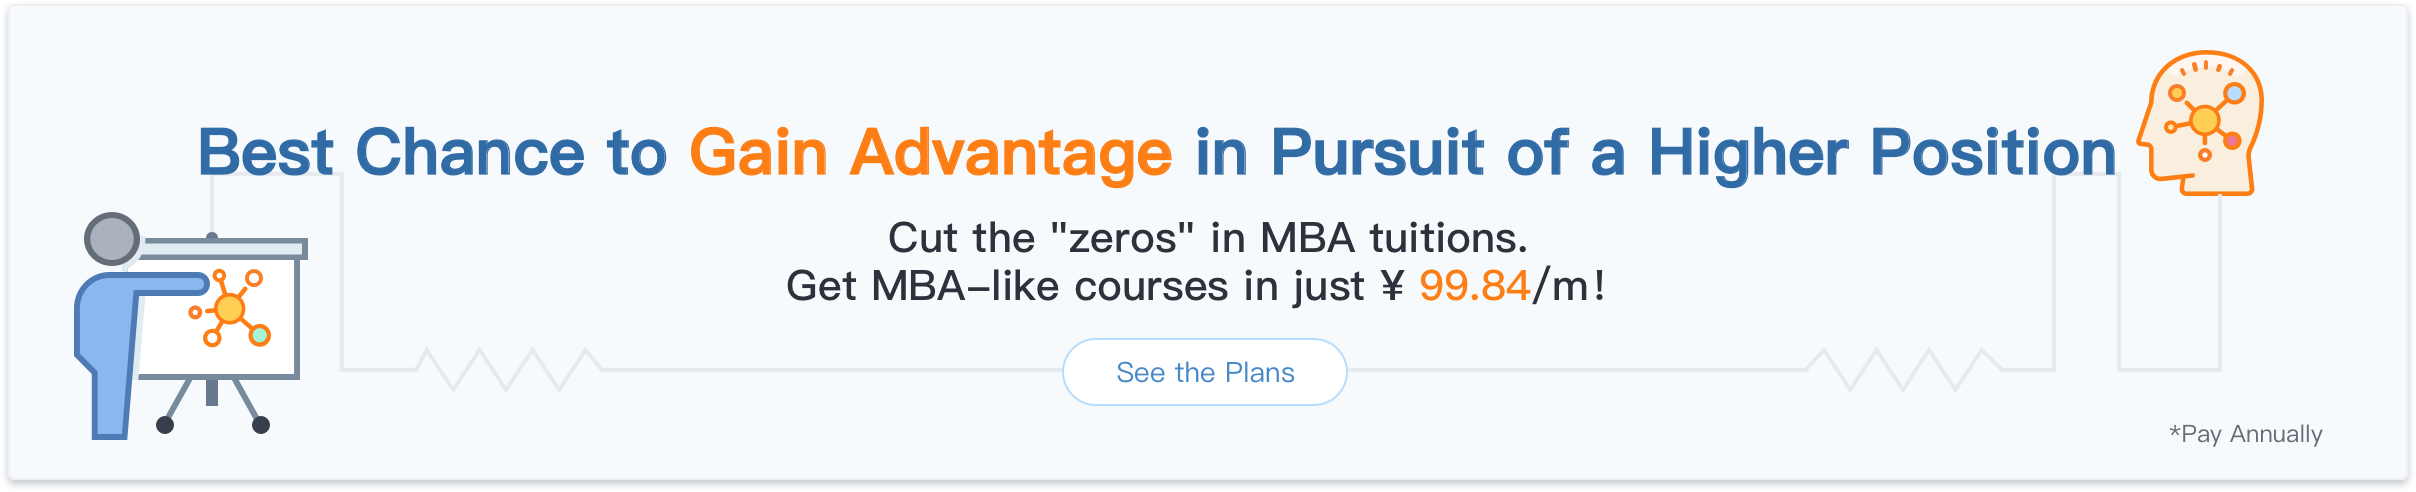 Best Chance to Gain Advantage in Pursuit of a Higher Position
Cut the "zeros" in MBA tuitions.
Get MBA-like courses in just ¥ 99.84/m!
See the Plans
*Pay Annually